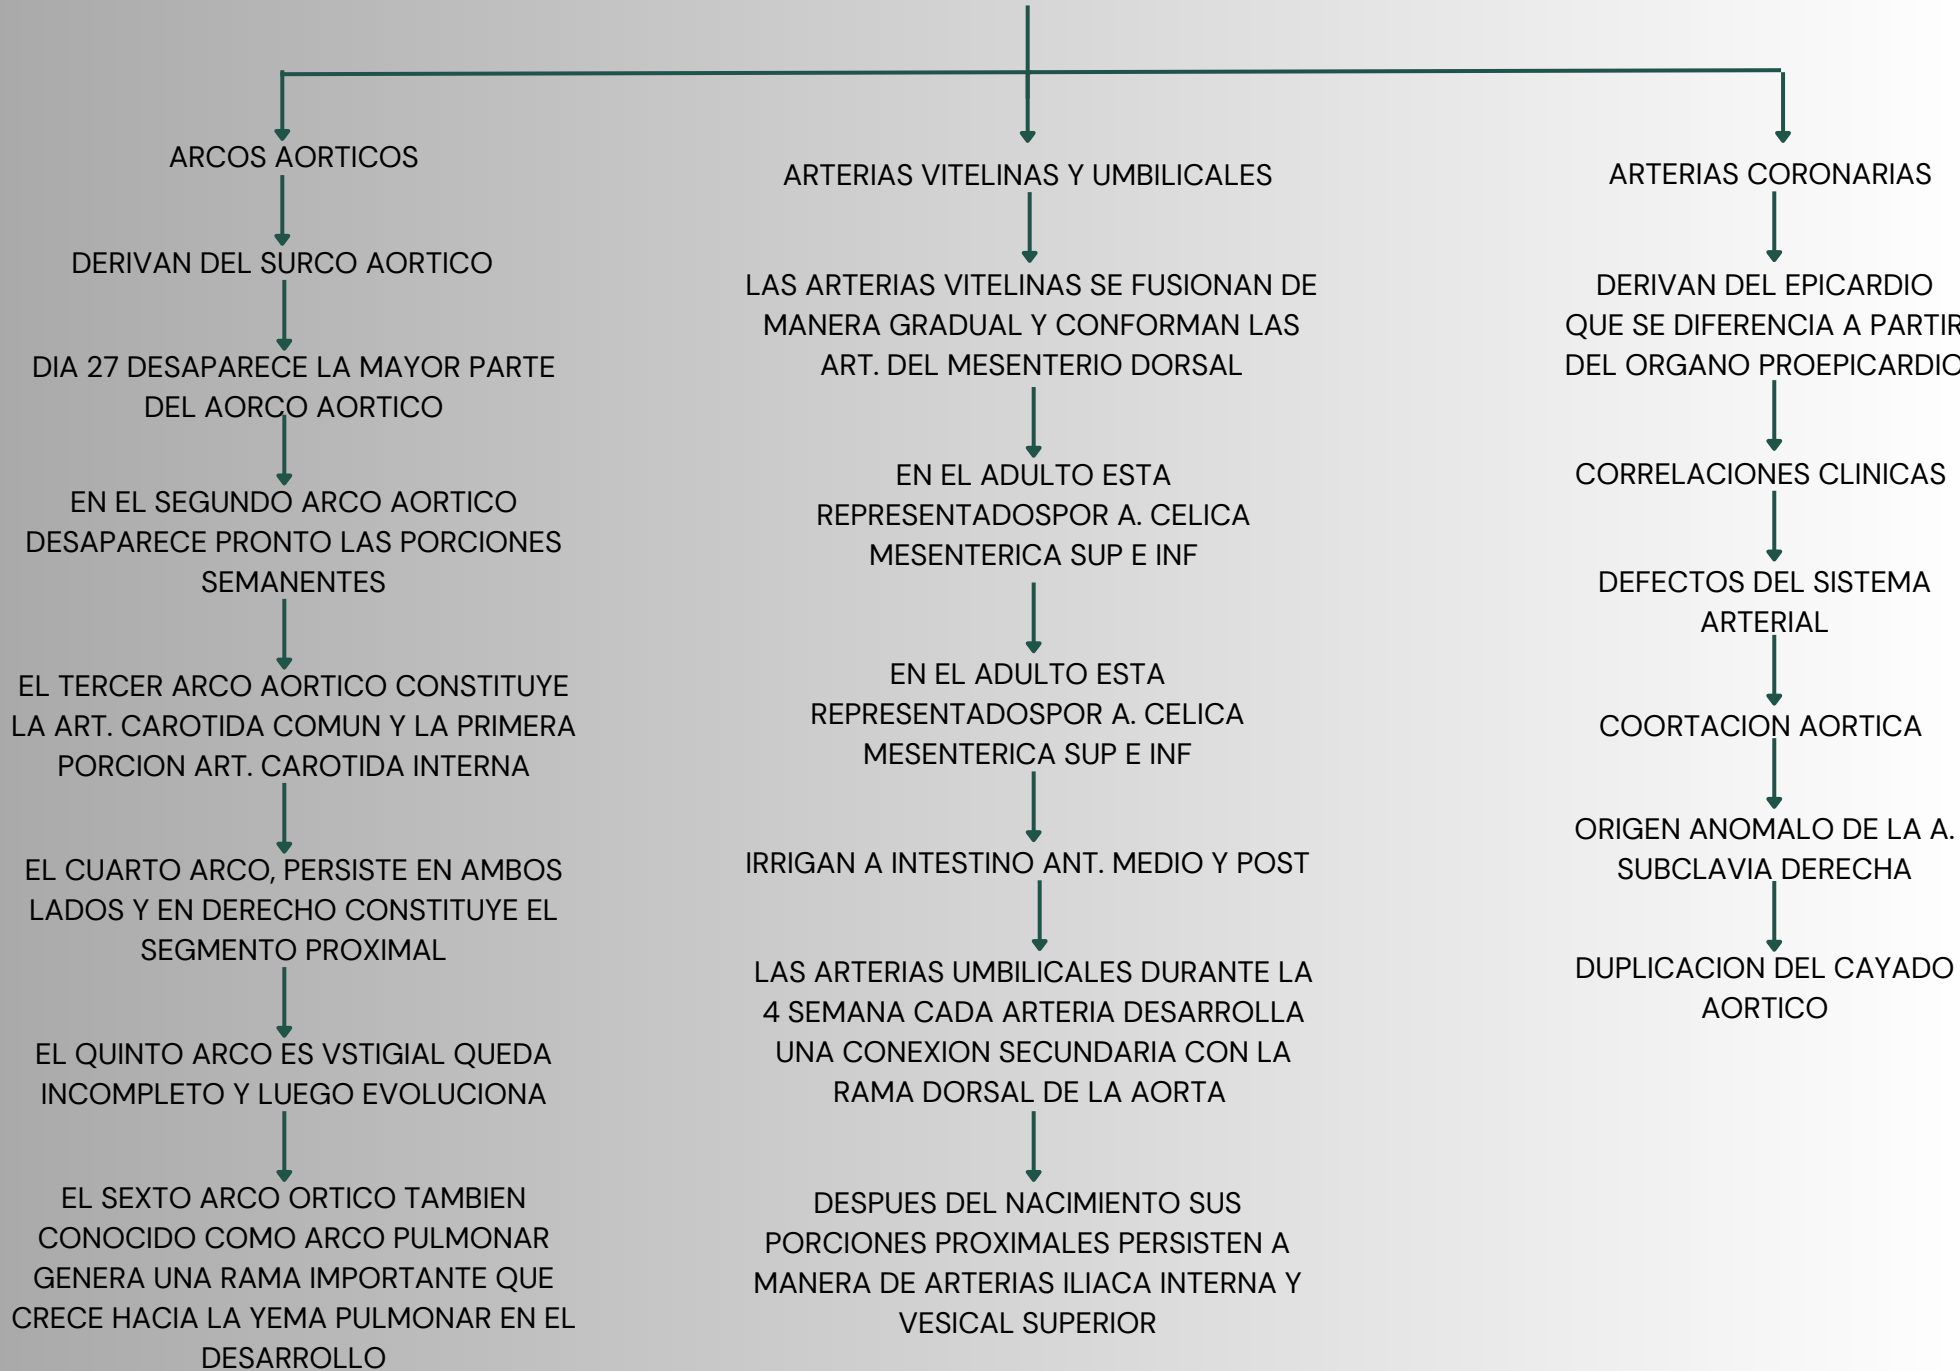 ARCOS AORTICOS
DERIVAN DEL SURCO AORTICO
DIA 27 DESAPARECE LA MAYOR PARTE
DEL AORCO AORTICO
EN EL SEGUNDO ARCO AORTICO
DESAPARECE PRONTO LAS PORCIONES
SEMANENTES
EL TERCER ARCO AORTICO CONSTITUYE
LA ART. CAROTIDA COMUN Y LA PRIMERA
PORCION ART. CAROTIDA INTERNA
EL CUARTO ARCO, PERSISTE EN AMBOS
LADOS Y EN DERECHO CONSTITUYE EL
SEGMENTO PROXIMAL
EL QUINTO ARCO ES VSTIGIAL QUEDA
INCOMPLETO Y LUEGO EVOLUCIONA
EL SEXTO ARCO ORTICO TAMBIEN
CONOCIDO COMO ARCO PULMONAR
GENERA UNA RAMA IMPORTANTE QUE
CRECE HACIA LA YEMA PULMONAR EN EL
DESARROLLO
ARTERIAS VITELINAS Y UMBILICALES
LAS ARTERIAS VITELINAS SE FUSIONAN DE
MANERA GRADUAL Y CONFORMAN LAS
ART. DEL MESENTERIO DORSAL
EN EL ADULTO ESTA
REPRESENTADOSPOR A. CELICA
MESENTERICA SUP E INF
EN EL ADULTO ESTA
REPRESENTADOSPOR A. CELICA
MESENTERICA SUP E INF
IRRIGAN A INTESTINO ANT. MEDIO Y POST
LAS ARTERIAS UMBILICALES DURANTE LA
4 SEMANA CADA ARTERIA DESARROLLA
UNA CONEXION SECUNDARIA CON LA
RAMA DORSAL DE LA AORTA
DESPUES DEL NACIMIENTO SUS
PORCIONES PROXIMALES PERSISTEN A
MANERA DE ARTERIAS ILIACA INTERNA Y
VESICAL SUPERIOR
ARTERIAS CORONARIAS
DERIVAN DEL EPICARDIO
QUE SE DIFERENCIA A PARTIR
DEL ORGANO PROEPICARDIO
CORRELACIONES CLINICAS
DEFECTOS DEL SISTEMA
ARTERIAL
COORTACION AORTICA
ORIGEN ANOMALO DE LA A.
SUBCLAVIA DERECHA
DUPLICACION DEL CAYADO
AORTICO